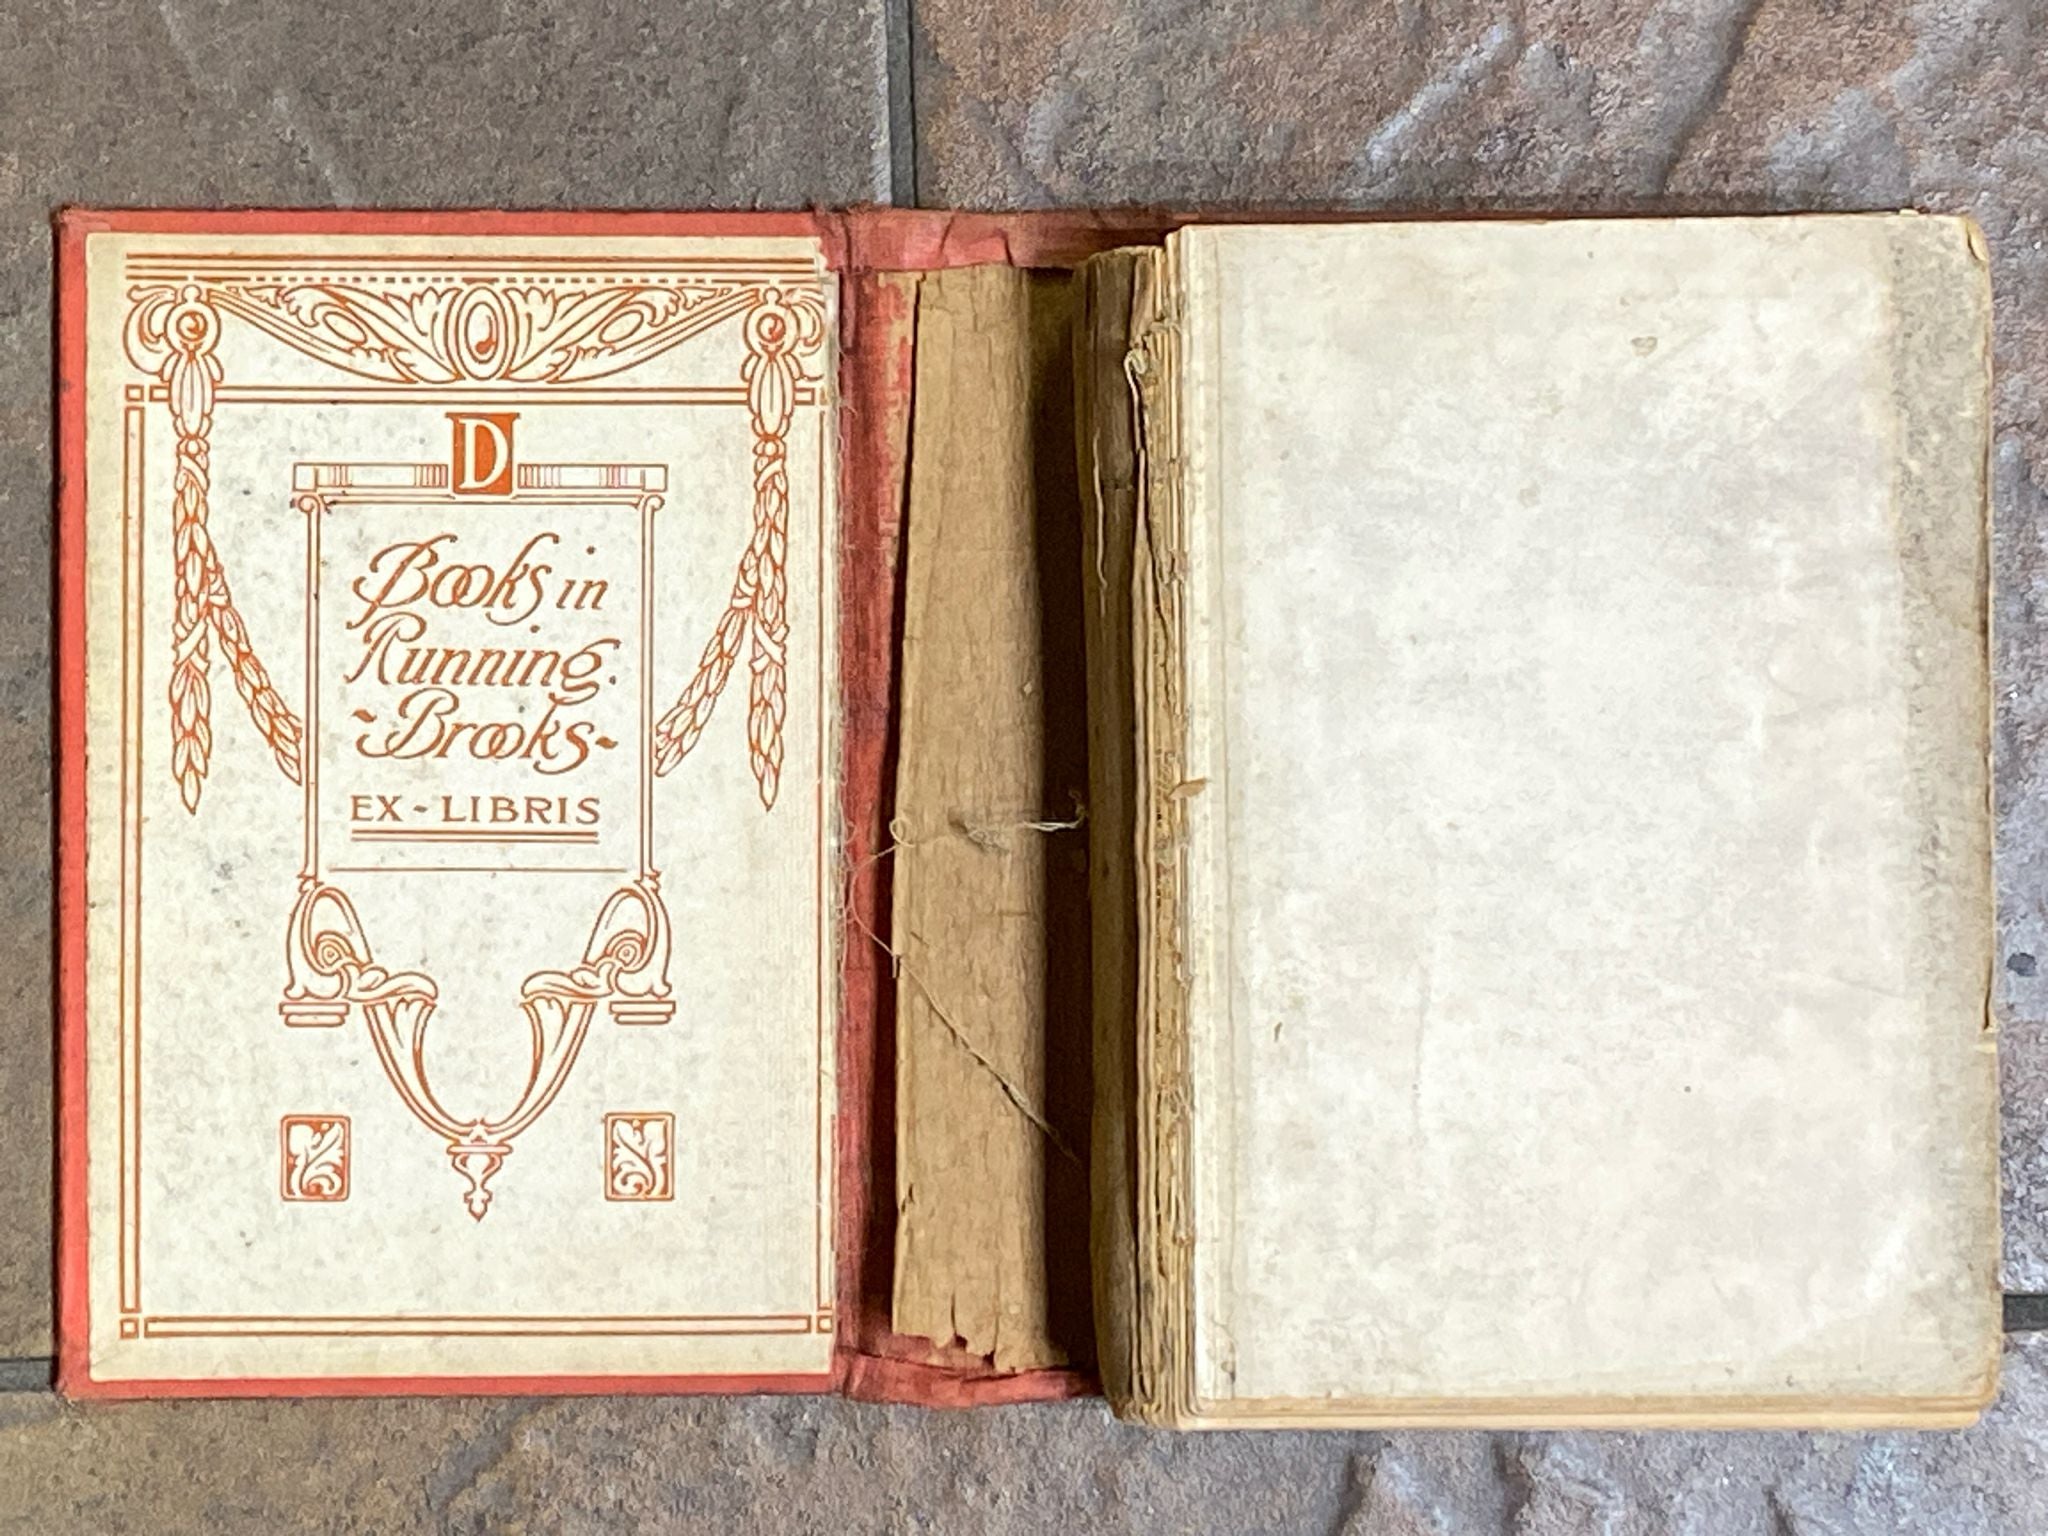 D
Books in
Running
~Brooks~
EX~LIBRIS